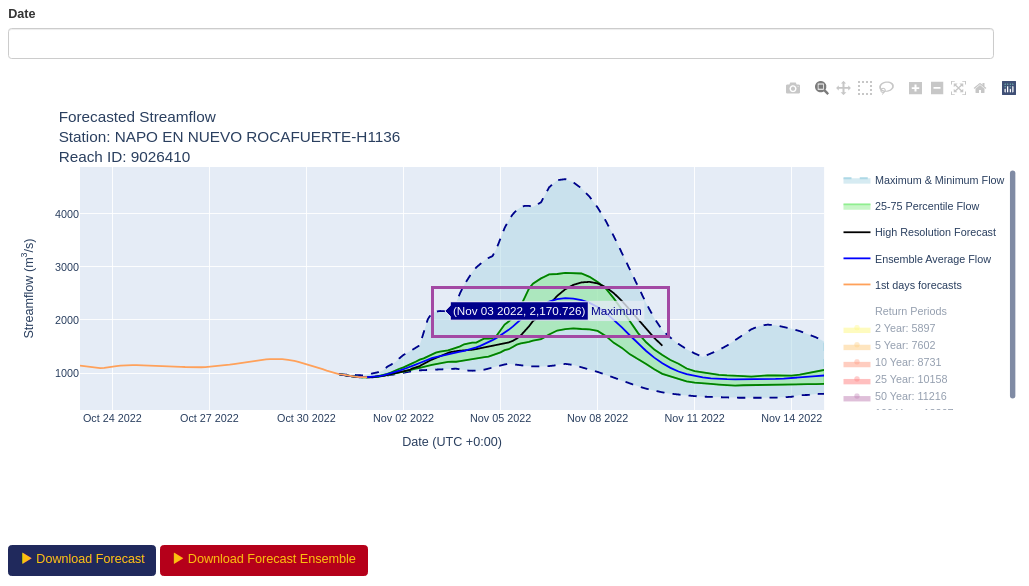 Date
Forecasted Streamflow
Station: NAPO EN NUEVO ROCAFUERTE-H1136
Reach ID: 9026410
Streamflow (m³/s)
4000
3000
2000
1000
(Nov 03 2022, 2,170.726) Maximum
Oct 24 2022
Oct 27 2022
Oct 30 2022
Nov 02 2022
Nov 05 2022
Nov 08 2022
Nov 11 2022
Nov 14 2022
Date (UTC +0:00)
Maximum & Minimum Flow
25-75 Percentile Flow
High Resolution Forecast
Ensemble Average Flow
1st days forecasts
Return Periods
2 Year: 5897
5 Year: 7602
10 Year: 8731
25 Year: 10158
50 Year: 11216
Download Forecast
Download Forecast Ensemble